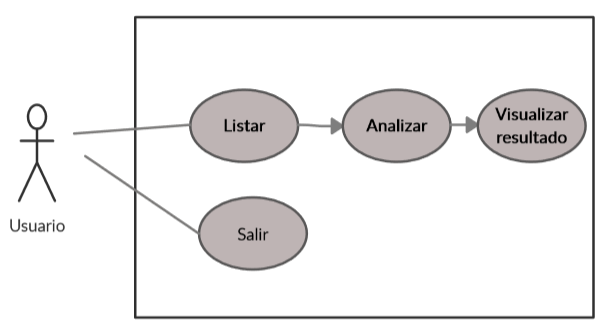 Listar
Analizar
Visualizar
resultado
Usuario
Salir